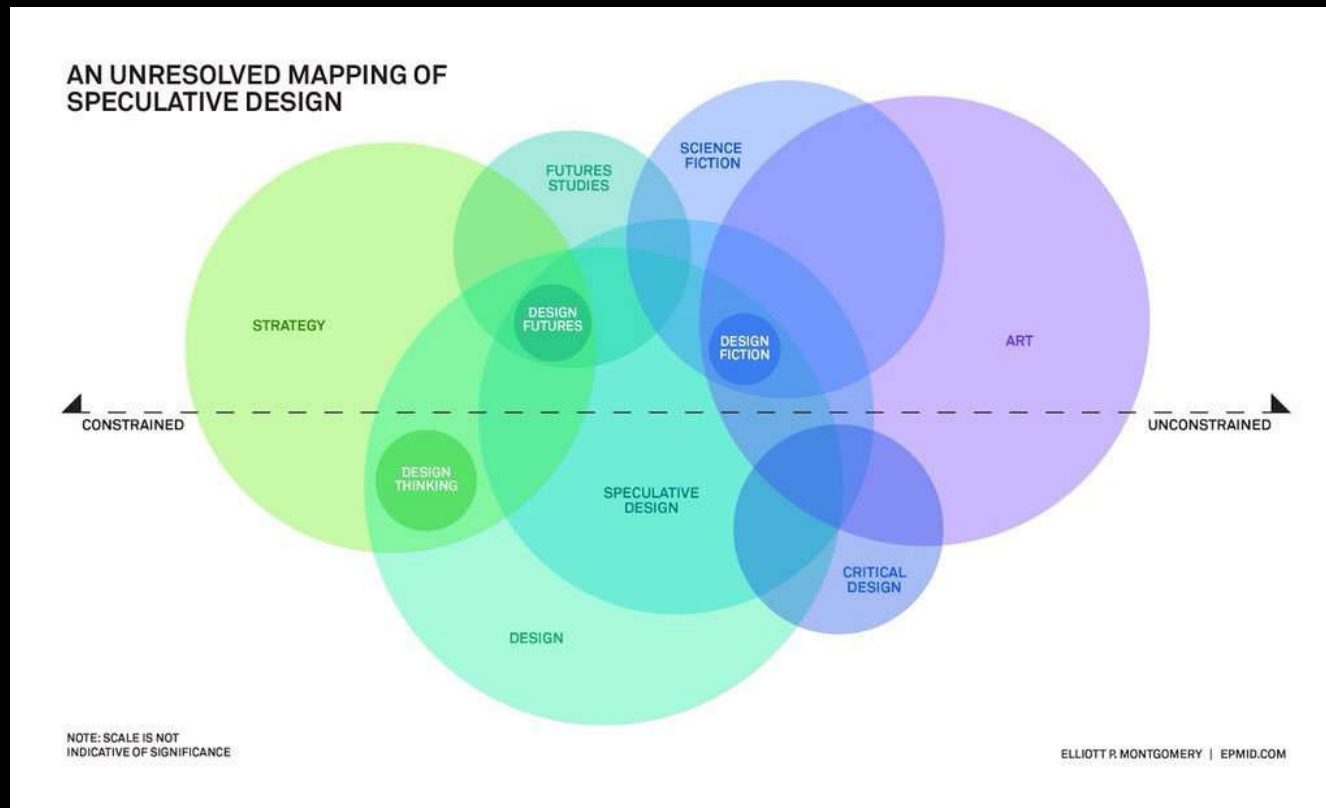 AN UNRESOLVED MAPPING OF
SPECULATIVE DESIGN
SCIENCE
FICTION
FUTURES
STUDIES
STRATEGY
DESIGN
FUTURES
DESIGN
FICTION
ART
CONSTRAINED
UNCONSTRAINED
DESIGN
THINKING
SPECULATIVE
DESIGN
CRITICAL
DESIGN
DESIGN
NOTE: SCALE IS NOT
INDICATIVE OF SIGNIFICANCE
ELLIOTT P. MONTGOMERY | EPMID.COM